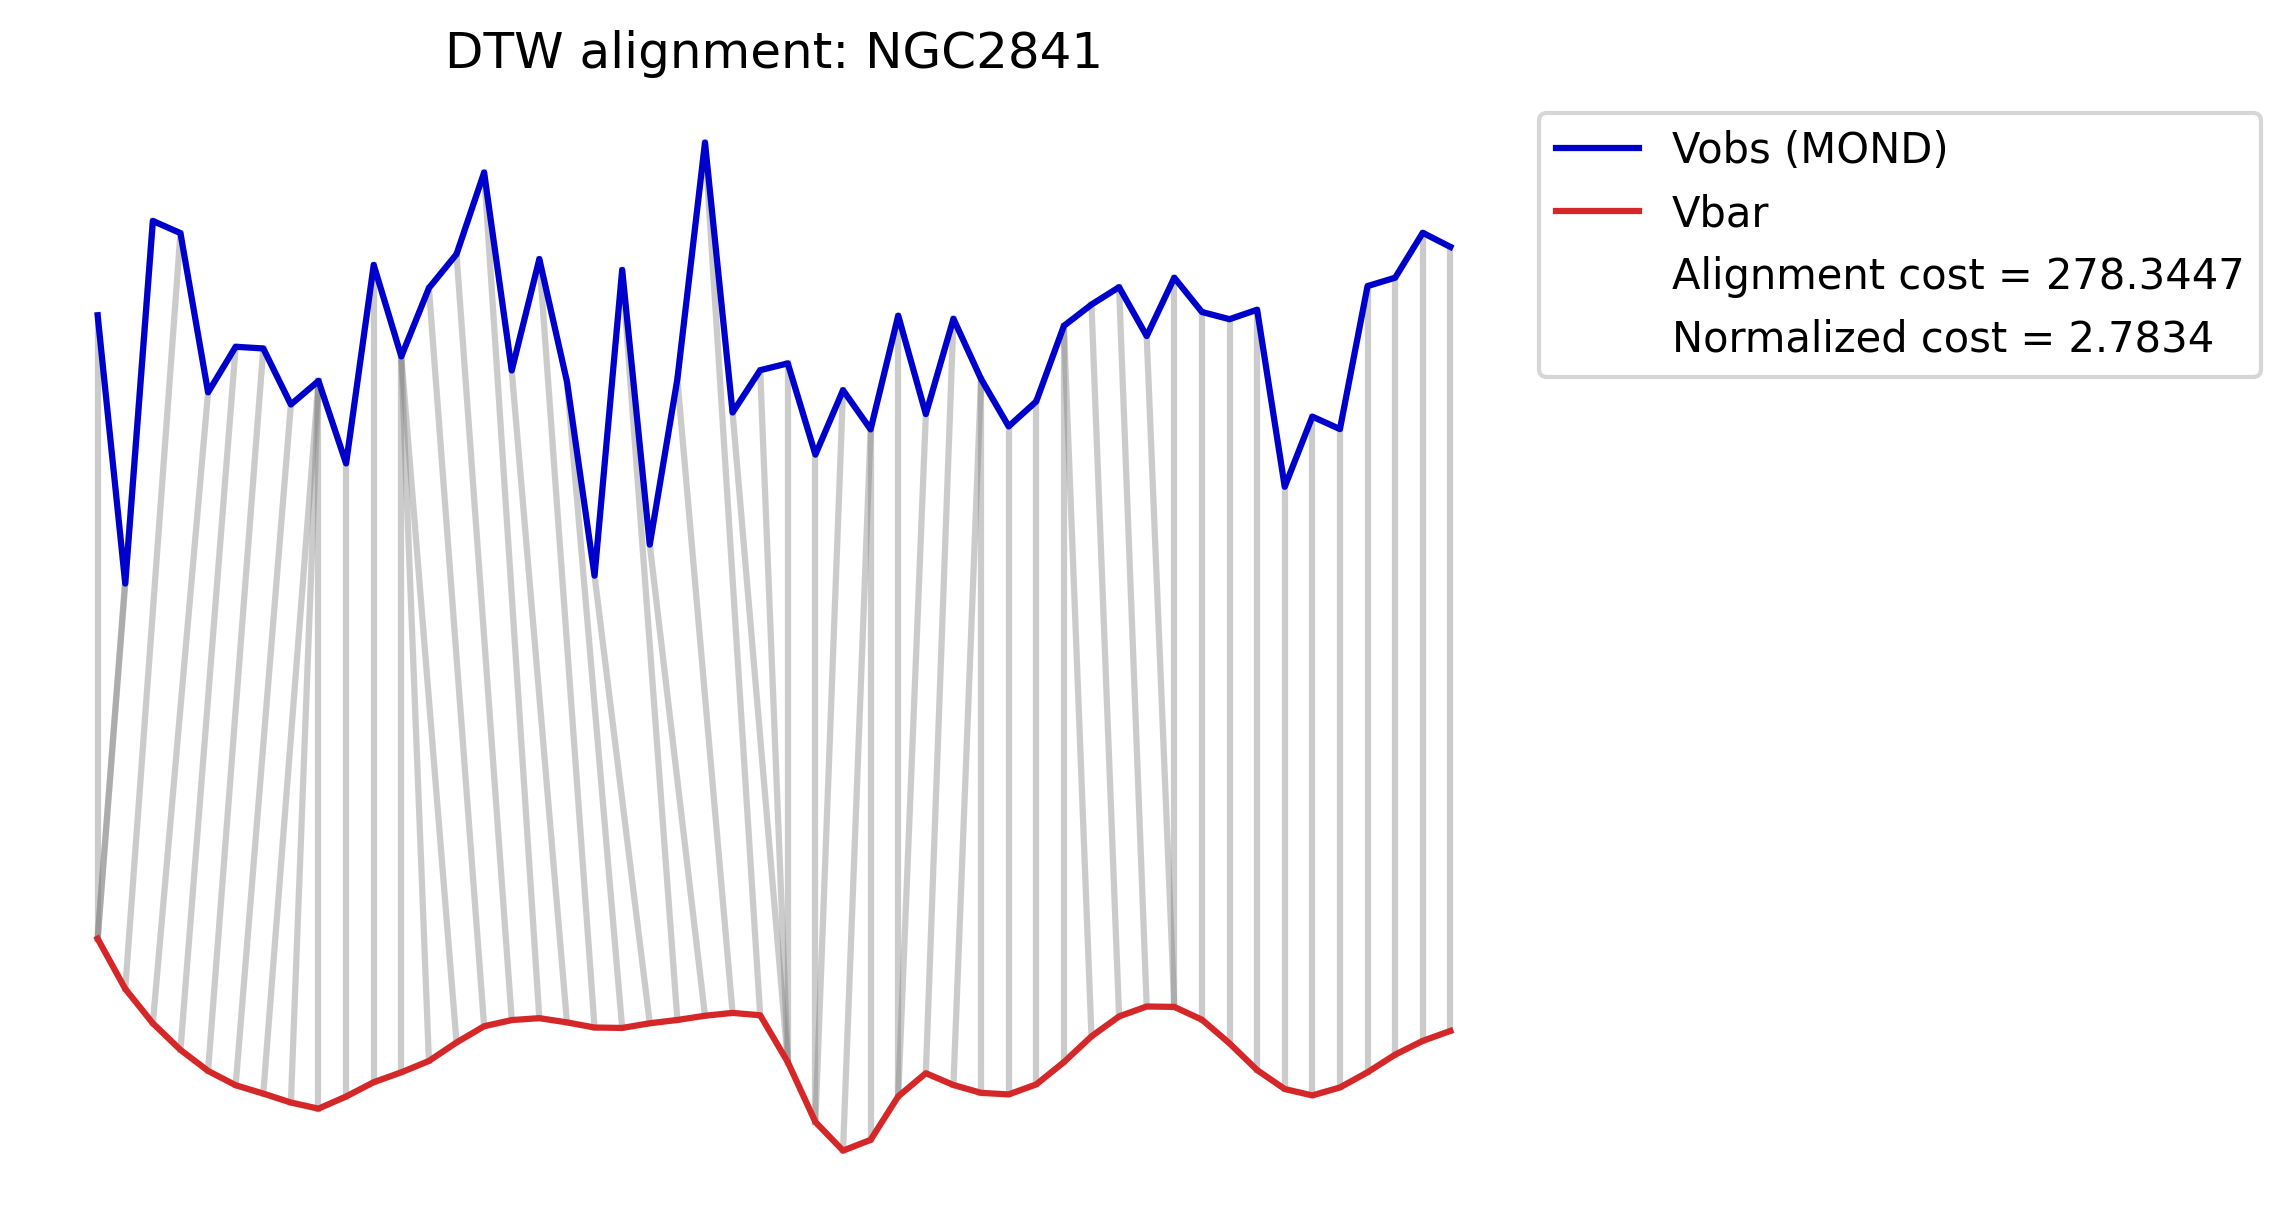 DTW alignment: NGC2841
Vobs (MOND)
Vbar
Alignment cost = 278.3447
Normalized cost = 2.7834